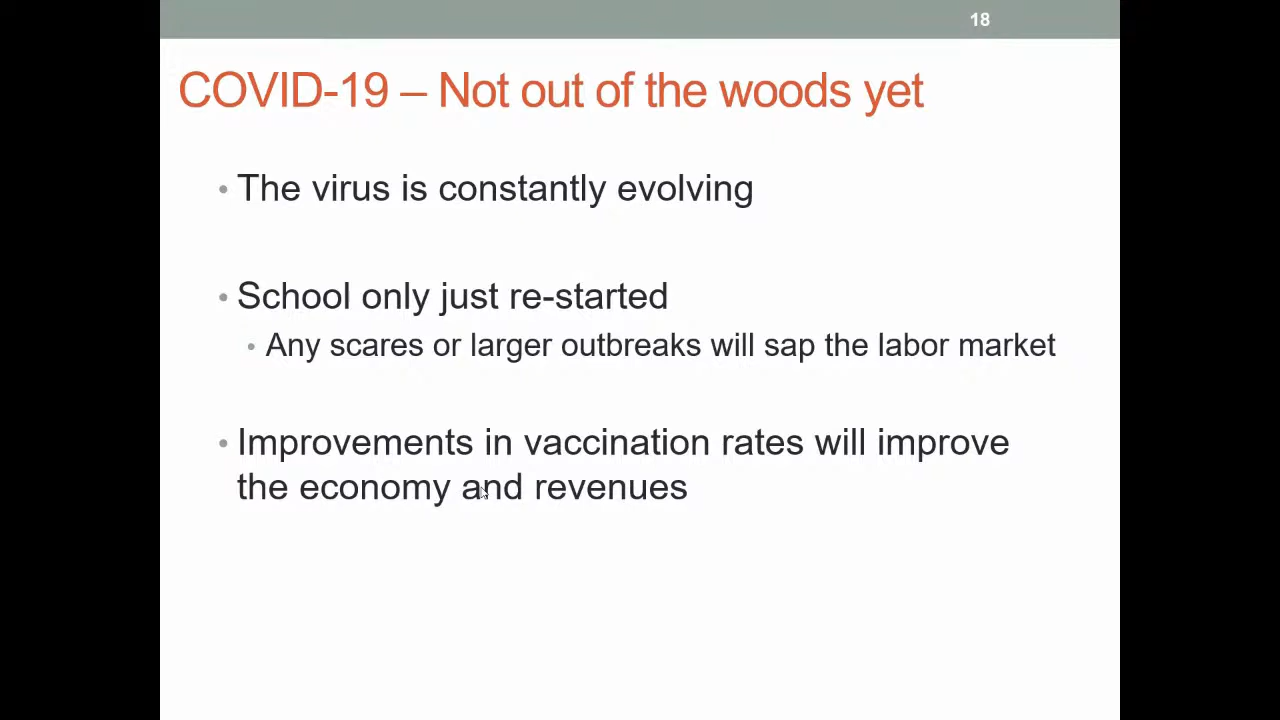 18
COVID-19 – Not out of the woods yet
• The virus is constantly evolving
• School only just re-started
• Any scares or larger outbreaks will sap the labor market
• Improvements in vaccination rates will improve
the economy and revenues